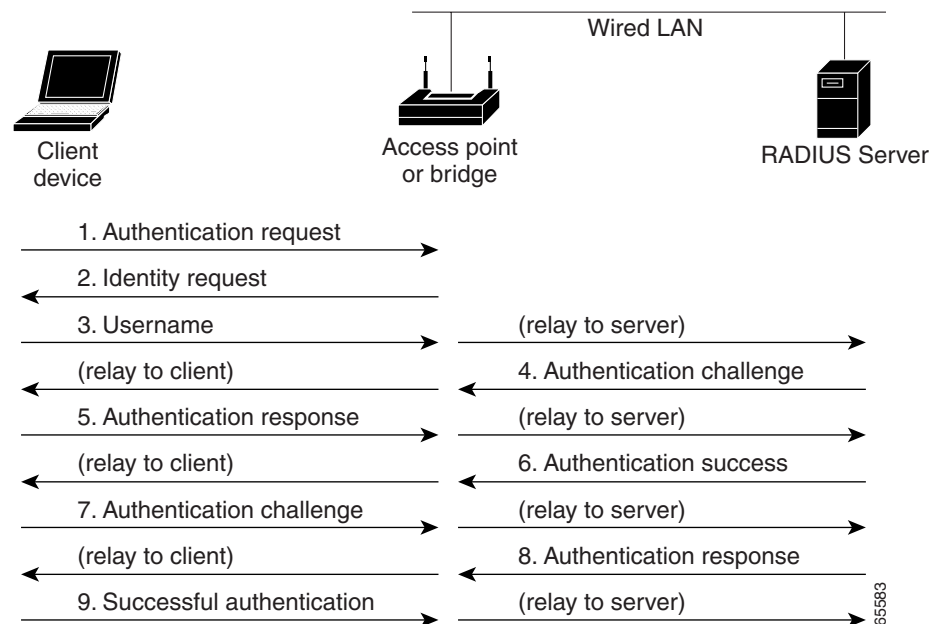 Wired LAN
Client
device
Access point
or bridge
RADIUS Server
1. Authentication request
2. Identity request
3. Username
(relay to server)
(relay to client)
4. Authentication challenge
5. Authentication response
(relay to server)
(relay to client)
6. Authentication success
7. Authentication challenge
(relay to server)
(relay to client)
8. Authentication response
9. Successful authentication
(relay to server)
65583